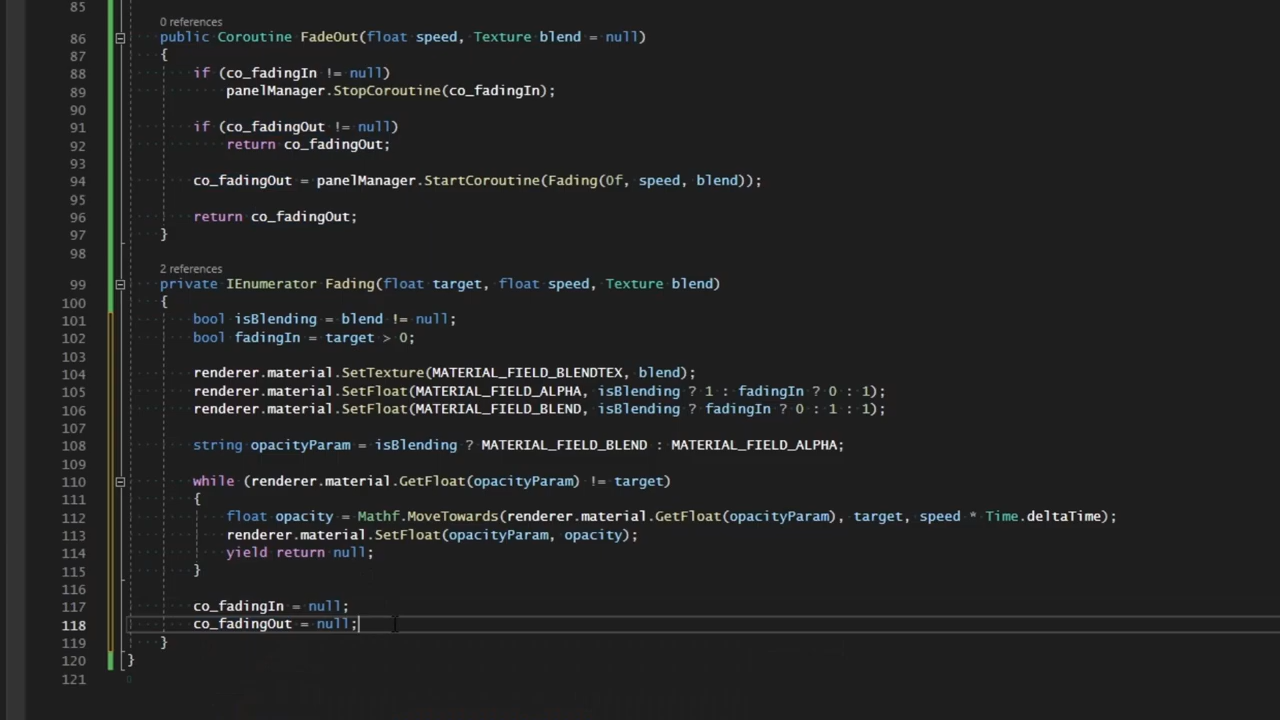 85
0 references
86 public Coroutine FadeOut(float speed, Texture blend = null)
87 {
88 if (co_fadingIn != null)
89 panelManager.StopCoroutine(co_fadingIn);
90
91 if (co_fadingOut != null)
92 return co_fadingOut;
93
94 co_fadingOut = panelManager.StartCoroutine(Fading(0f, speed, blend));
95
96 return co_fadingOut;
97 }
98
2 references
99 private IEnumerator Fading(float target, float speed, Texture blend)
100 {
101 bool isBlending = blend != null;
102 bool fadingIn = target > 0;
103
104 renderer.material.SetTexture(MATERIAL_FIELD_BLENDTEX, blend);
105 renderer.material.SetFloat(MATERIAL_FIELD_ALPHA, isBlending ? 1 : fadingIn ? 0 : 1);
106 renderer.material.SetFloat(MATERIAL_FIELD_BLEND, isBlending ? fadingIn ? 0 : 1 : 1);
107
108 string opacityParam = isBlending ? MATERIAL_FIELD_BLEND : MATERIAL_FIELD_ALPHA;
109
110 while (renderer.material.GetFloat(opacityParam) != target)
111 {
112 float opacity = Mathf.MoveTowards(renderer.material.GetFloat(opacityParam), target, speed * Time.deltaTime);
113 renderer.material.SetFloat(opacityParam, opacity);
114 yield return null;
115 }
116
117 co_fadingIn = null;
118 co_fadingOut = null;
119 }
120 }
121